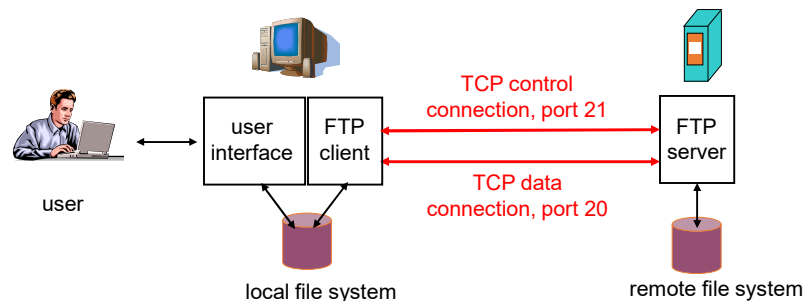 TCP control
connection, port 21
user
interface
FTP
client
FTP
server
TCP data
connection, port 20
user
local file system
remote file system